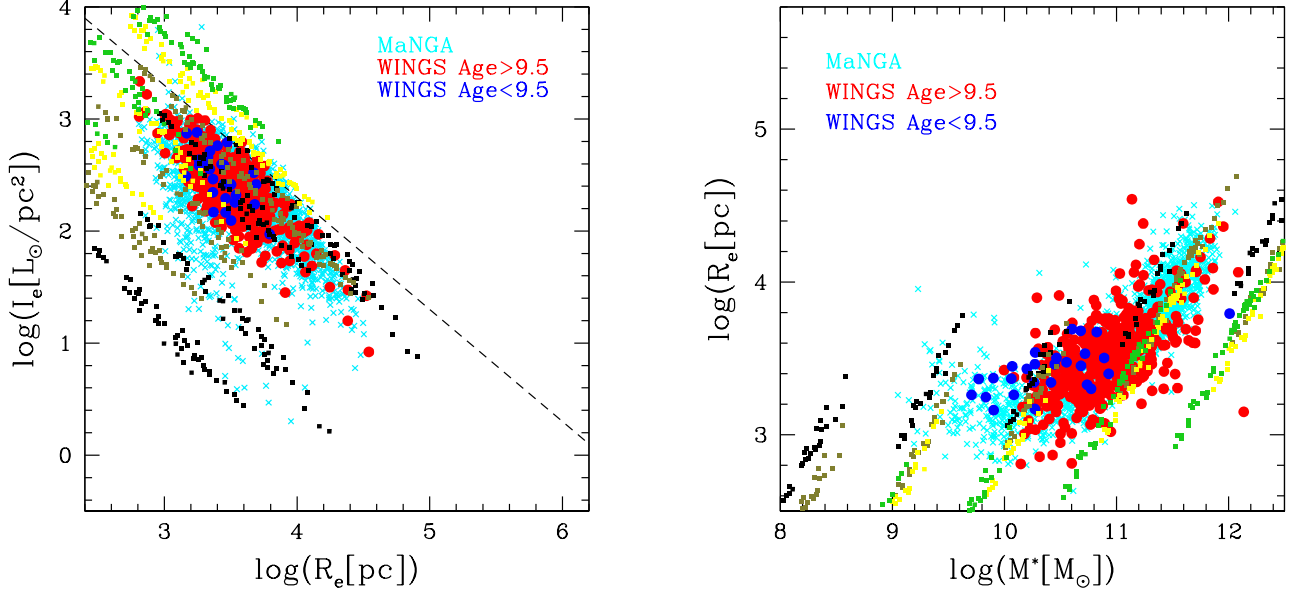 4
3
2
1
0
3
4
5
6
log(I_e[L_⊙/pc²])
log(R_e[pc])
MaNGA
WINGS Age>9.5
WINGS Age<9.5
5
4
3
8
9
10
11
12
log(R_e[pc])
log(M*[M_⊙])
MaNGA
WINGS Age>9.5
WINGS Age<9.5